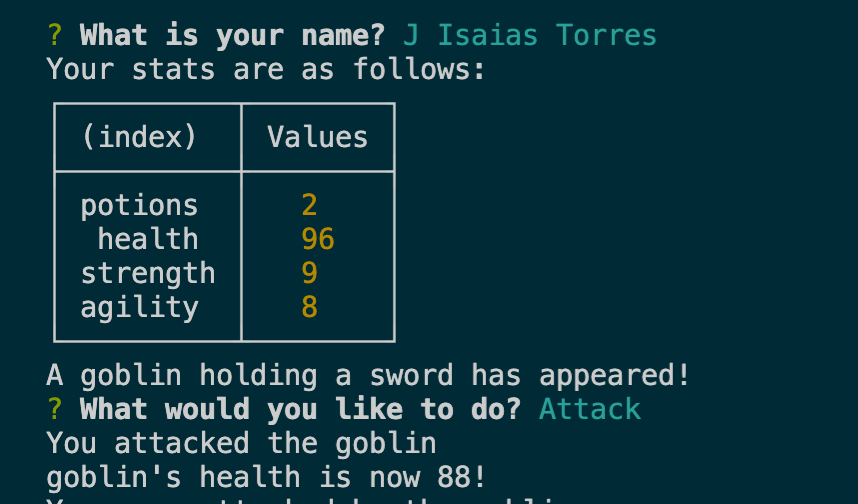 ? What is your name? J Isaias Torres
Your stats are as follows:
(index) Values
potions 2
health 96
strength 9
agility 8
A goblin holding a sword has appeared!
? What would you like to do? Attack
You attacked the goblin
goblin's health is now 88!